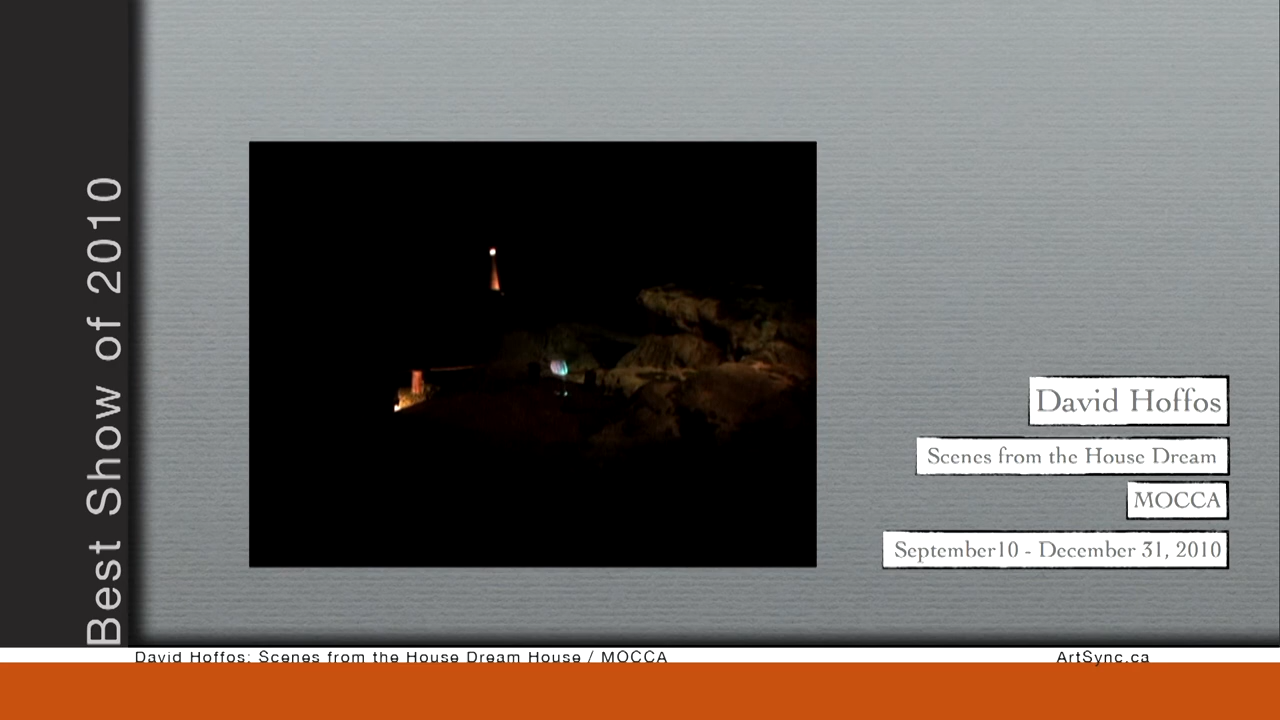 Best Show of 2010
David Hoffos
Scenes from the House Dream
MOCCA
September10 - December 31, 2010
David Hoffos: Scenes from the House Dream House / MOCCA
ArtSync.ca